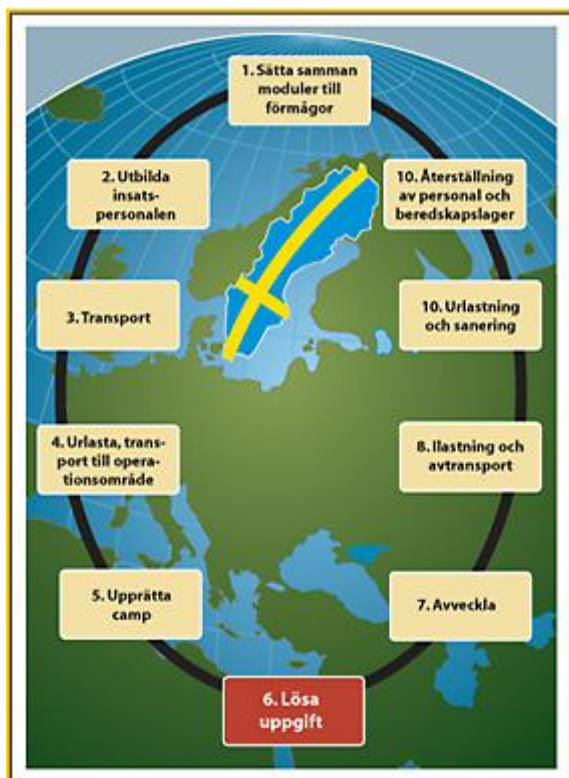 1. Sätta samman
moduler till
förmågor
2. Utbilda
insats-
personalen
3. Transport
4. Urlasta, trans-
port till opera-
tionsområde
5. Upprätta
camp
6. Lösa
uppgift
7. Avveckla
8. Ilastning och
avtransport
10. Urlastning
och sanering
10. Återställning
av personal och
beredskapslager